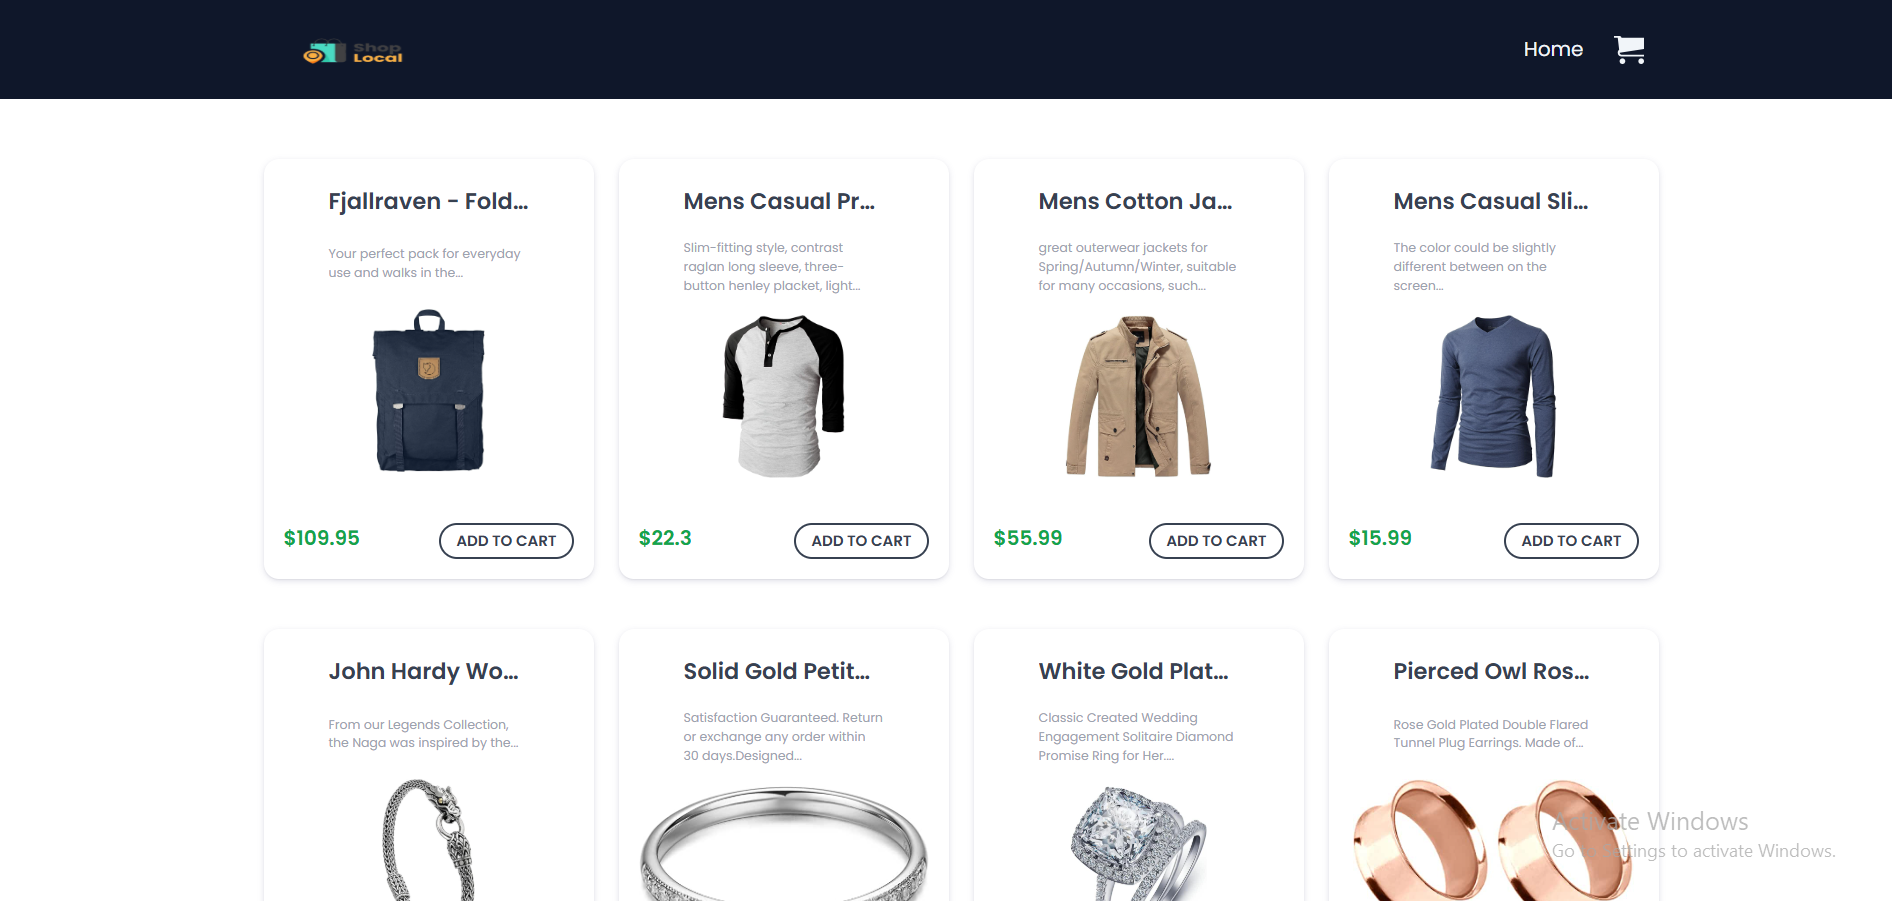 Shop
Local
Home
Fjallraven - Fold...
Your perfect pack for everyday
use and walks in the...
$109.95
ADD TO CART
Mens Casual Pr...
Slim-fitting style, contrast
raglan long sleeve, three-
button henley placket, light...
$22.3
ADD TO CART
Mens Cotton Ja...
great outerwear jackets for
Spring/Autumn/Winter, suitable
for many occasions, such...
$55.99
ADD TO CART
Mens Casual Sli...
The color could be slightly
different between on the
screen...
$15.99
ADD TO CART
John Hardy Wo...
From our Legends Collection,
the Naga was inspired by the...
Solid Gold Petit...
Satisfaction Guaranteed. Return
or exchange any order within
30 days.Designed...
White Gold Plat...
Classic Created Wedding
Engagement Solitaire Diamond
Promise Ring for Her....
Pierced Owl Ros...
Rose Gold Plated Double Flared
Tunnel Plug Earrings. Made of...
Activate Windows
Go to Settings to activate Windows.